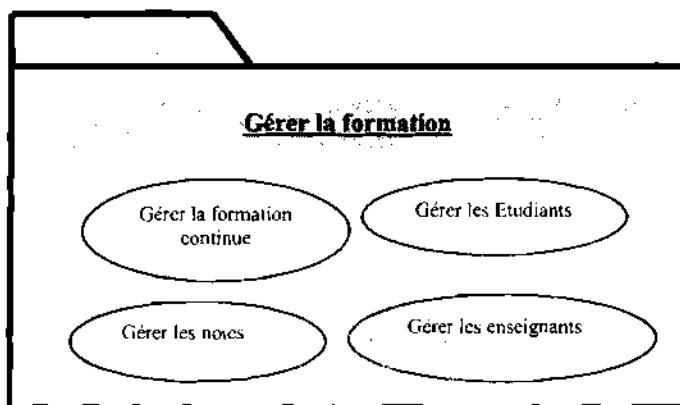 Gérer la formation
Gérer la formation
continue
Gérer les Etudiants
Gérer les notes
Gérer les enseignants